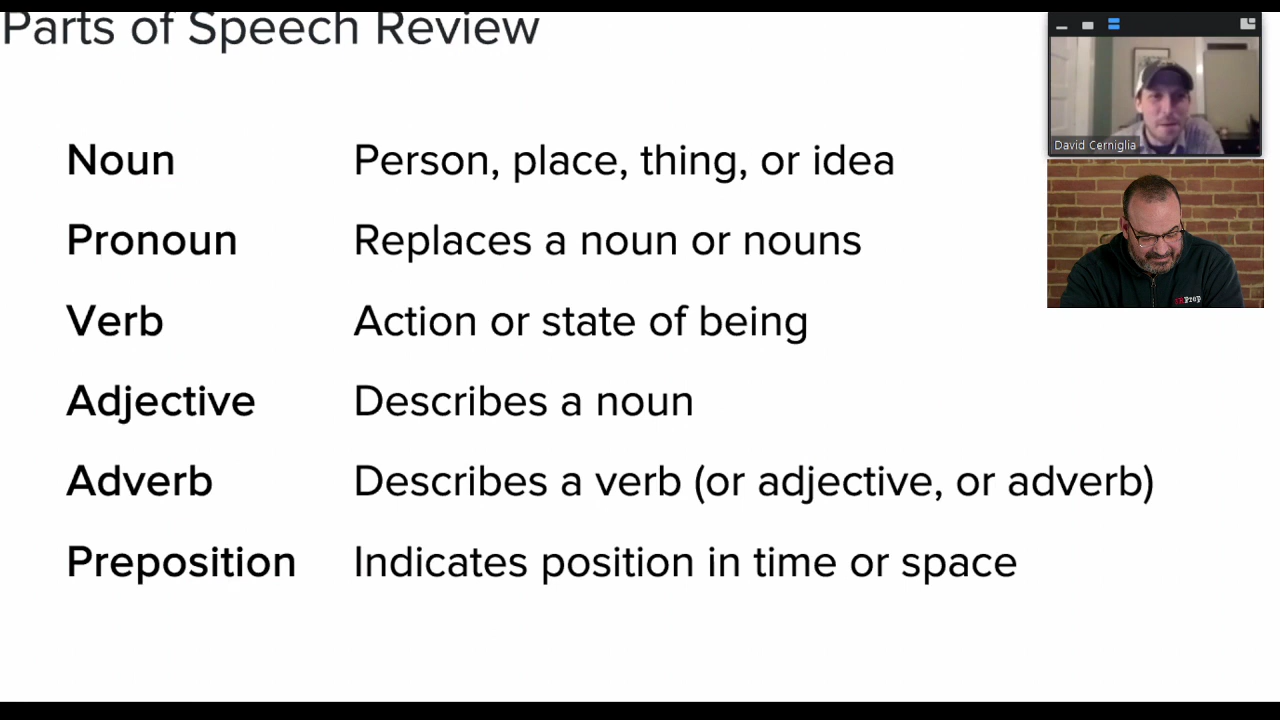 Parts of Speech Review
Noun Person, place, thing, or idea
Pronoun Replaces a noun or nouns
Verb Action or state of being
Adjective Describes a noun
Adverb Describes a verb (or adjective, or adverb)
Preposition Indicates position in time or space
David Cerniglia